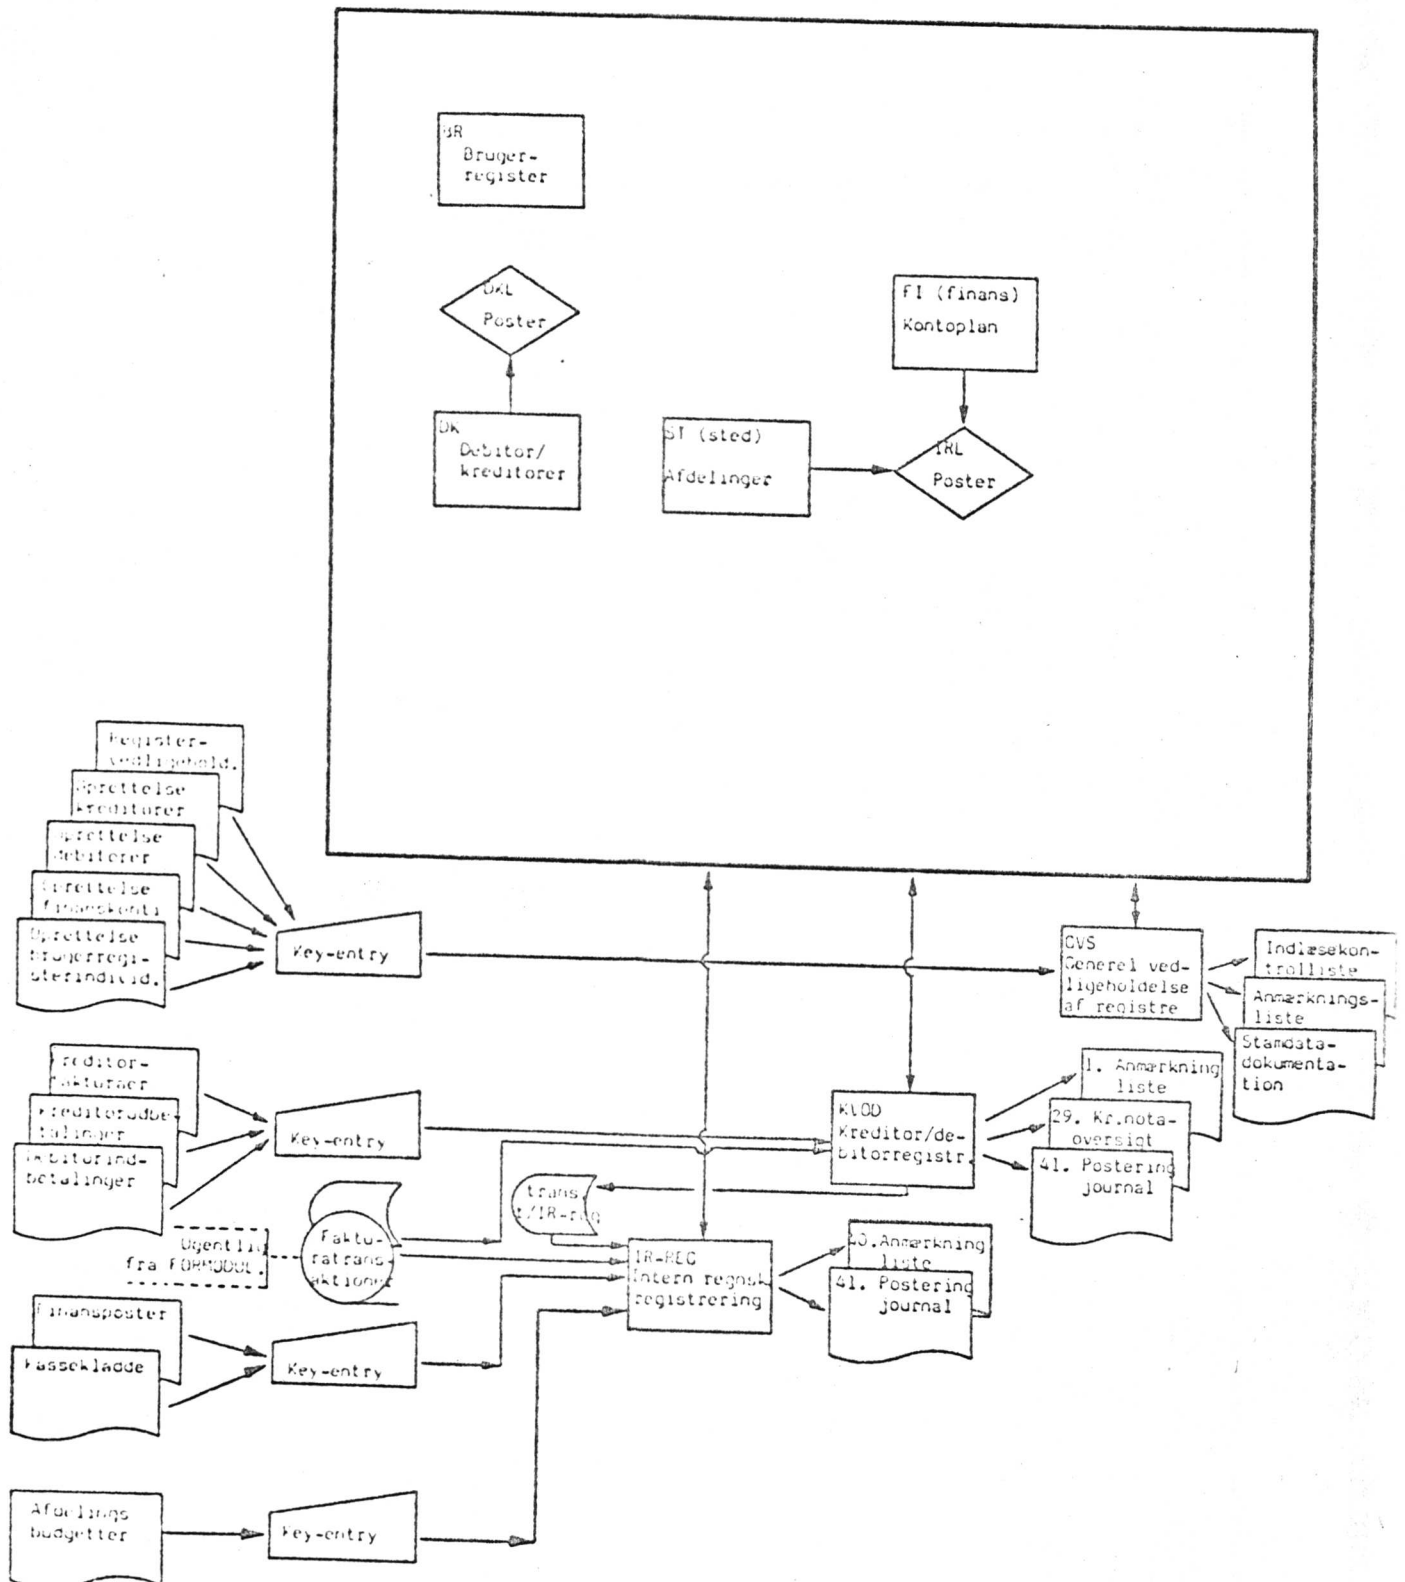 BR
Bruger-
register
DKL
Poster
FI (finans)
Kontoplan
DK
Debitor/
kreditorer
ST (sted)
Afdelinger
IRL
Poster
Register-
vedligehold.
Oprettelse
kreditorer
Oprettelse
debitorer
Oprettelse
finanskonti
Oprettelse
brugerregi-
sterindivid.
Key-entry
GVS
Generel ved-
ligeholdelse
af registre
Indlæsekon-
trolliste
Anmærknings-
liste
Stamdata-
dokumenta-
tion
Kreditor-
fakturaer
Kreditorudbe-
talinger
Debitorind-
betalinger
Key-entry
KVOD
Kreditor/de-
bitorregistr.
1. Anmærkning
liste
29. Kr.nota-
oversigt
41. Postering
journal
trans
t/IR-reg
Ugentlig
fra FORMODUL.
Faktu-
ratrans-
aktioner
IR-REG
Intern regnsk
registrering
Anmærkning
liste
41. Postering
journal
Finansposter
Kassekladde
Key-entry
Afdelings
budgetter
Key-entry